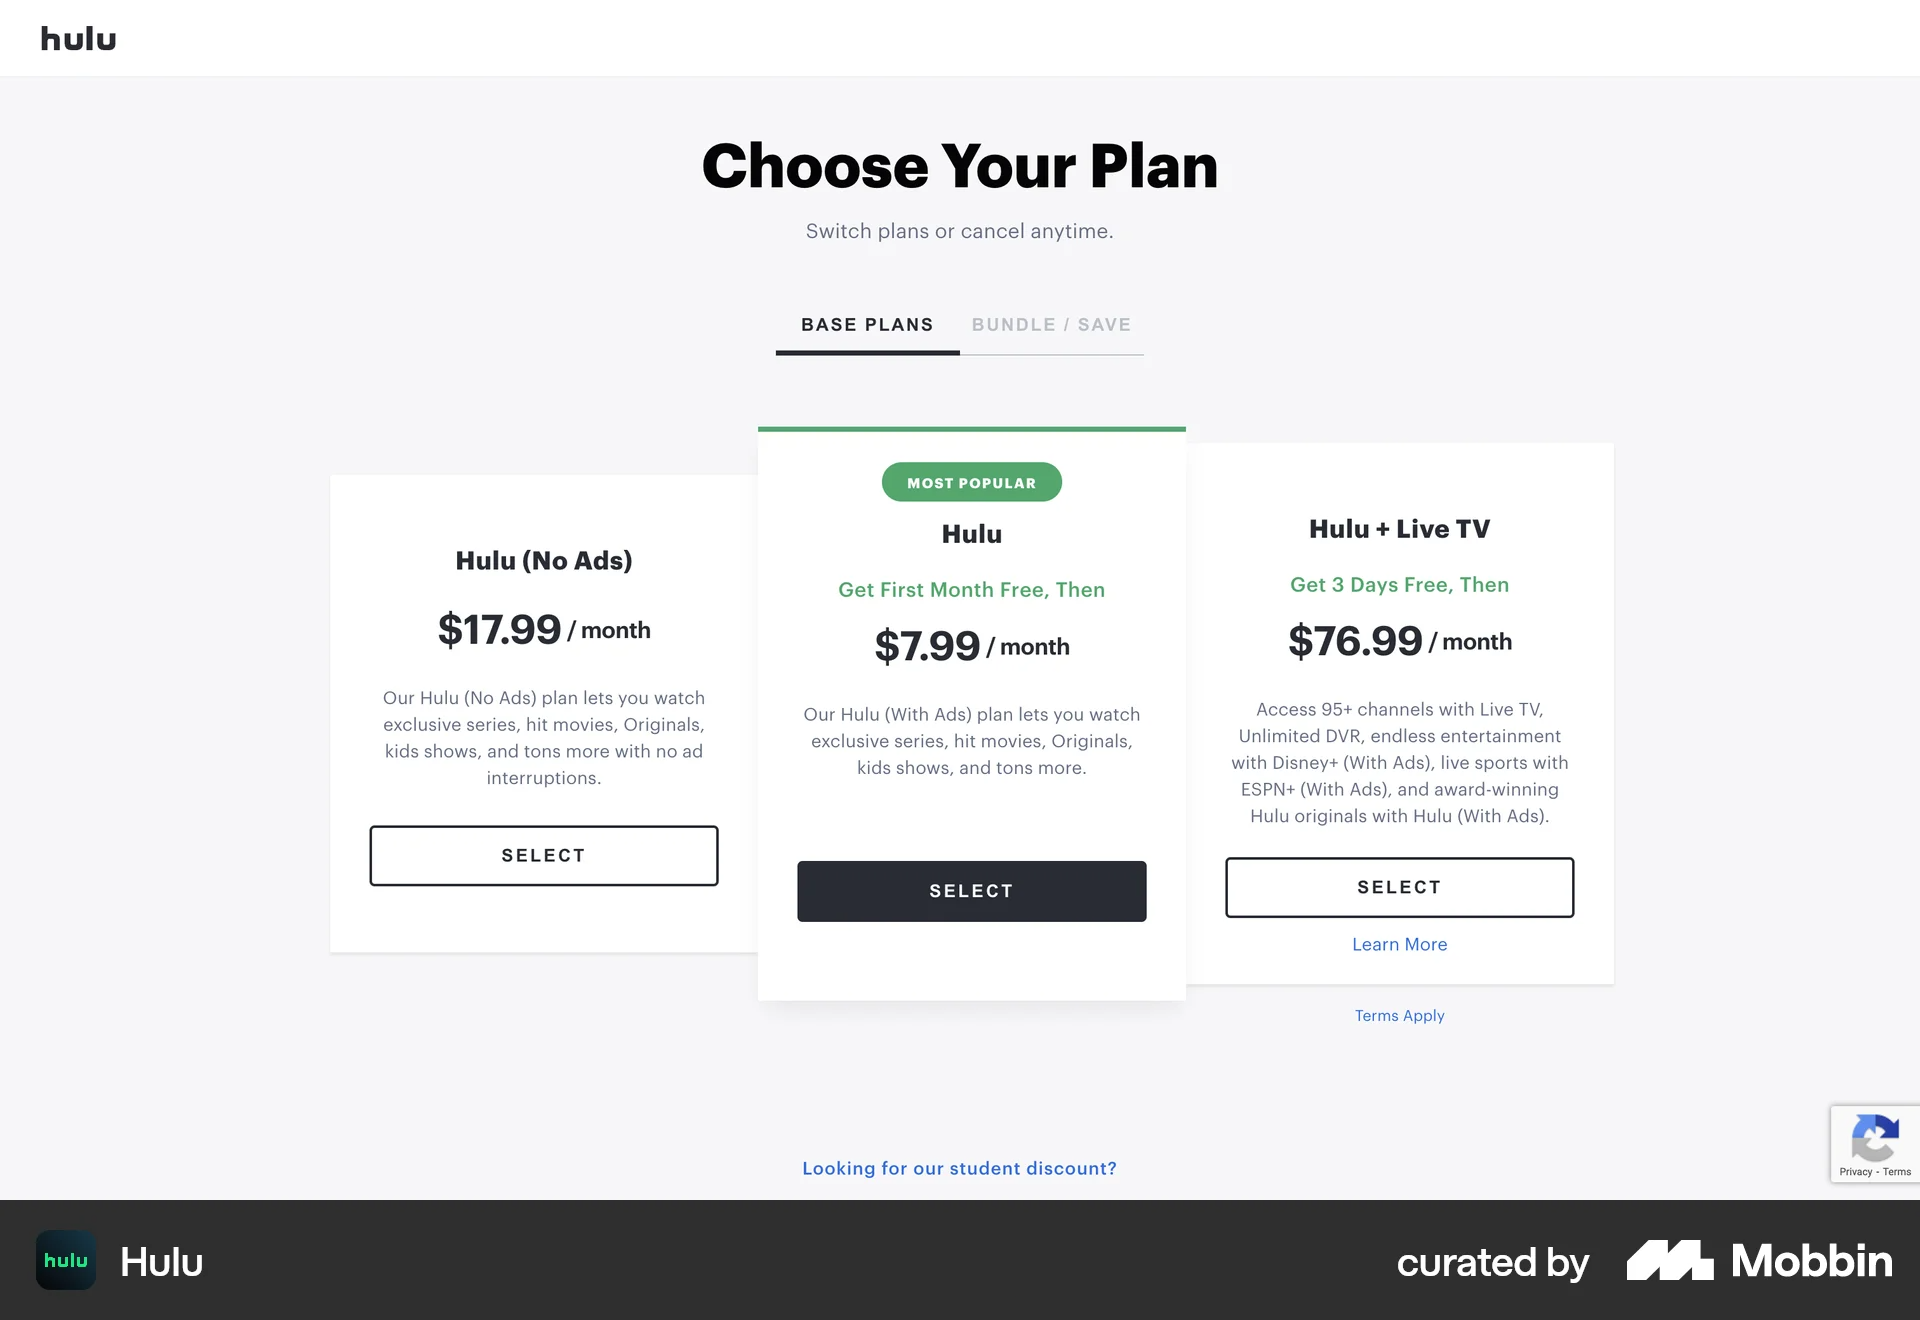 hulu
Choose Your Plan
Switch plans or cancel anytime.
BASE PLANS
BUNDLE / SAVE
Hulu (No Ads)
$17.99 / month
Our Hulu (No Ads) plan lets you watch
exclusive series, hit movies, Originals,
kids shows, and tons more with no ad
interruptions.
SELECT
MOST POPULAR
Hulu
Get First Month Free, Then
$7.99 / month
Our Hulu (With Ads) plan lets you watch
exclusive series, hit movies, Originals,
kids shows, and tons more.
SELECT
Hulu + Live TV
Get 3 Days Free, Then
$76.99 / month
Access 95+ channels with Live TV,
Unlimited DVR, endless entertainment
with Disney+ (With Ads), live sports with
ESPN+ (With Ads), and award-winning
Hulu originals with Hulu (With Ads).
SELECT
Learn More
Terms Apply
Looking for our student discount?
Privacy - Terms
hulu
Hulu
curated by
Mobbin